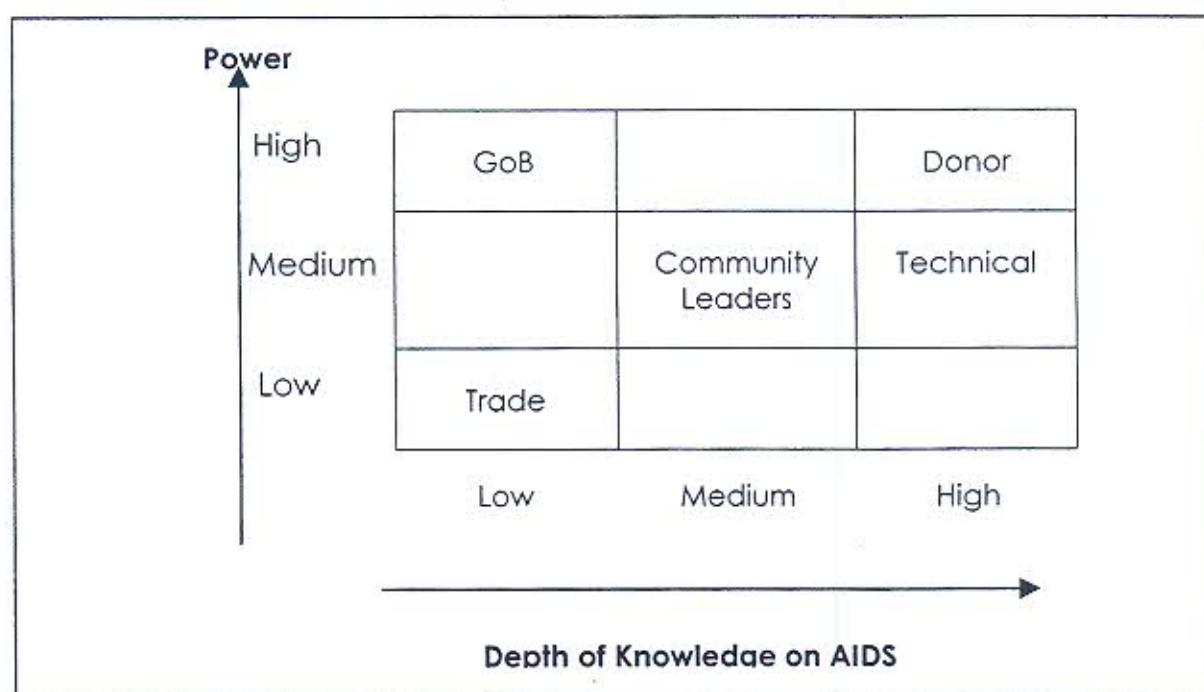 Power
High
GoB
Donor
Medium
Community
Leaders
Technical
Low
Trade
Low
Medium
High
Depth of Knowledge on AIDS